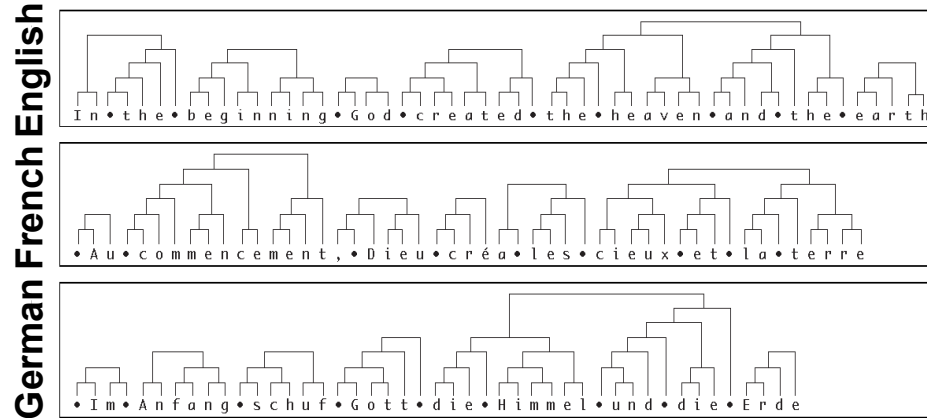 English
In•the•beginning•God•created•the•heaven•and•the•earth
French
•Au•commencement,•Dieu•créa•les•cieux•et•la•terre
German
•Im•Anfang•schuf•Gott•die•Himmel•und•die•Erde